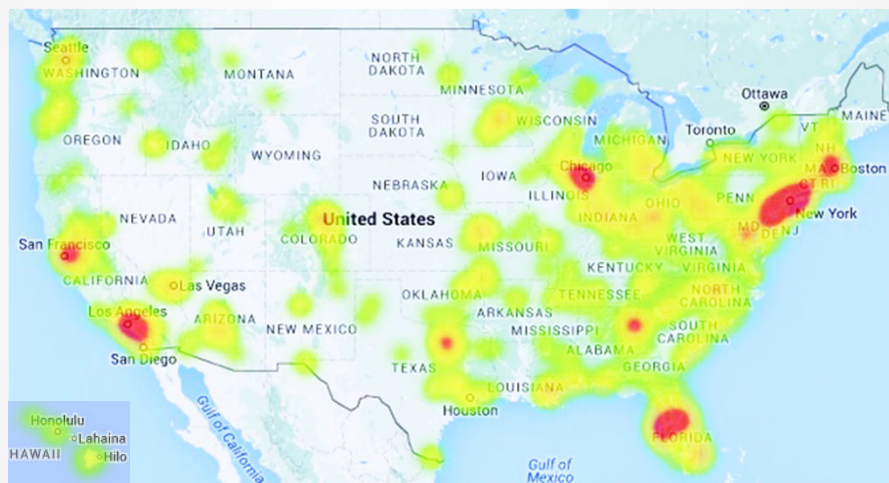 Seattle
WASHINGTON
MONTANA
NORTH
DAKOTA
MINNESOTA
Ottawa
MAINE
OREGON
IDAHO
SOUTH
DAKOTA
WISCONSIN
MICHIGAN
Toronto
VT
NH
WYOMING
NEW YORK
MA
Boston
CT RI
Chicago
IOWA
NEBRASKA
ILLINOIS
INDIANA
OHIO
PENN
New York
NEVADA
UTAH
United States
COLORADO
KANSAS
MISSOURI
WEST
VIRGINIA
MD
DE
NJ
San Francisco
CALIFORNIA
Las Vegas
KENTUCKY
VIRGINIA
OKLAHOMA
ARKANSAS
TENNESSEE
NORTH
CAROLINA
Los Angeles
ARIZONA
NEW MEXICO
MISSISSIPPI
SOUTH
CAROLINA
San Diego
TEXAS
ALABAMA
GEORGIA
LOUISIANA
Houston
Gulf of California
Honolulu
Lahaina
HAWAII
Hilo
FLORIDA
Gulf of
Mexico